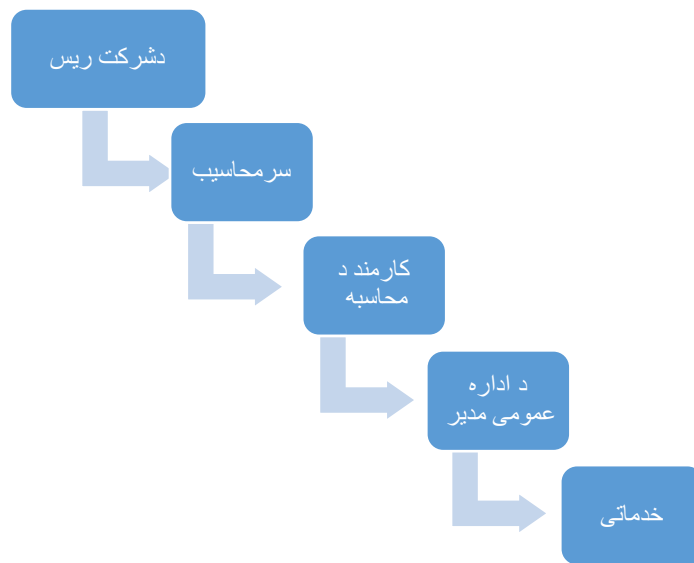 دشرکت ریس
سرمحاسیب
کارمند د
محاسبه
د اداره
عمومی مدیر
خدماتی